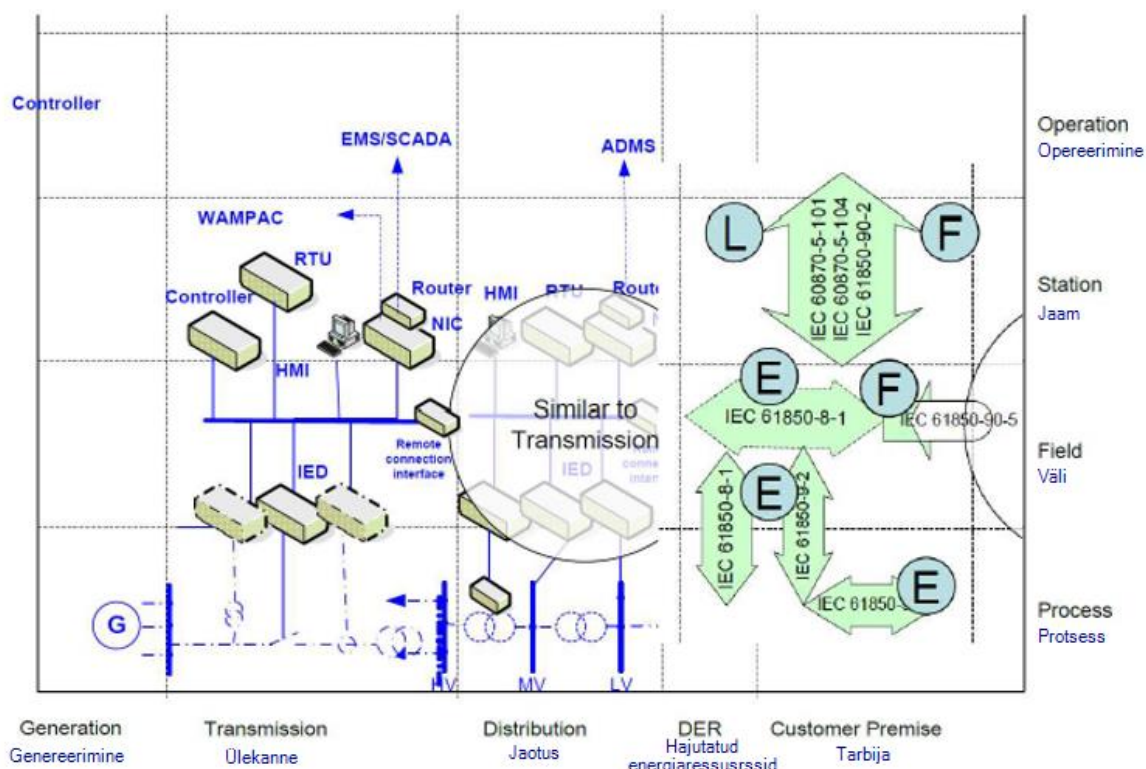 Controller
EMS/SCADA
ADMS
Operation
Opereerimine
WAMPAC
RTU
Controller
Router
HMI
RTU
NIC
HMI
L
F
IEC 60870-5-101
IEC 60870-5-104
IEC 61850-90-2
Station
Jaam
Similar to
Transmission
Remote
connection
interface
IED
E
F
IEC 61850-8-1
IEC 61850-90-5
E
IEC 61850-8-1
IEC 61850-9-2
Field
Väli
G
HV
MV
LV
E
IEC 61850-
Process
Protsess
Generation
Genereerimine
Transmission
Ülekanne
Distribution
Jaotus
DER
Hajutatud
energiaressusrssid
Customer Premise
Tarbija